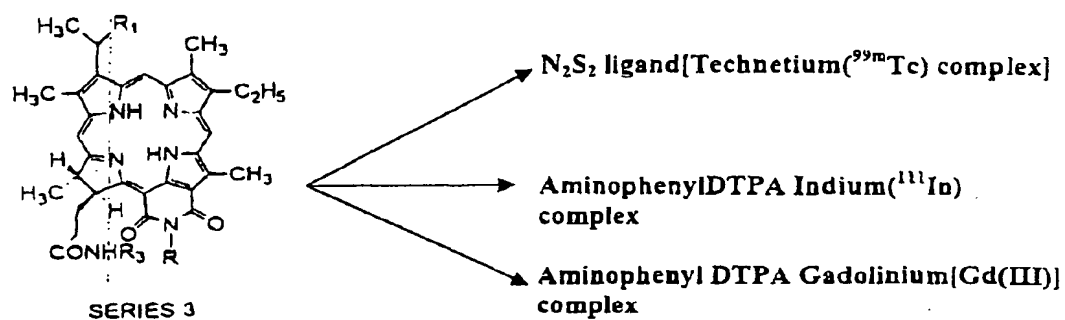 H₃C R₁
CH₃
H₃C
C₂H₅
NH N
N HN
H
H₃C
CH₃
H
O N O
CONHR₃ R
SERIES 3
N₂S₂ ligand[Technetium(⁹⁹ᵐTc) complex]
AminophenylDTPA Indium(¹¹¹In)
complex
Aminophenyl DTPA Gadolinium[Gd(III)]
complex